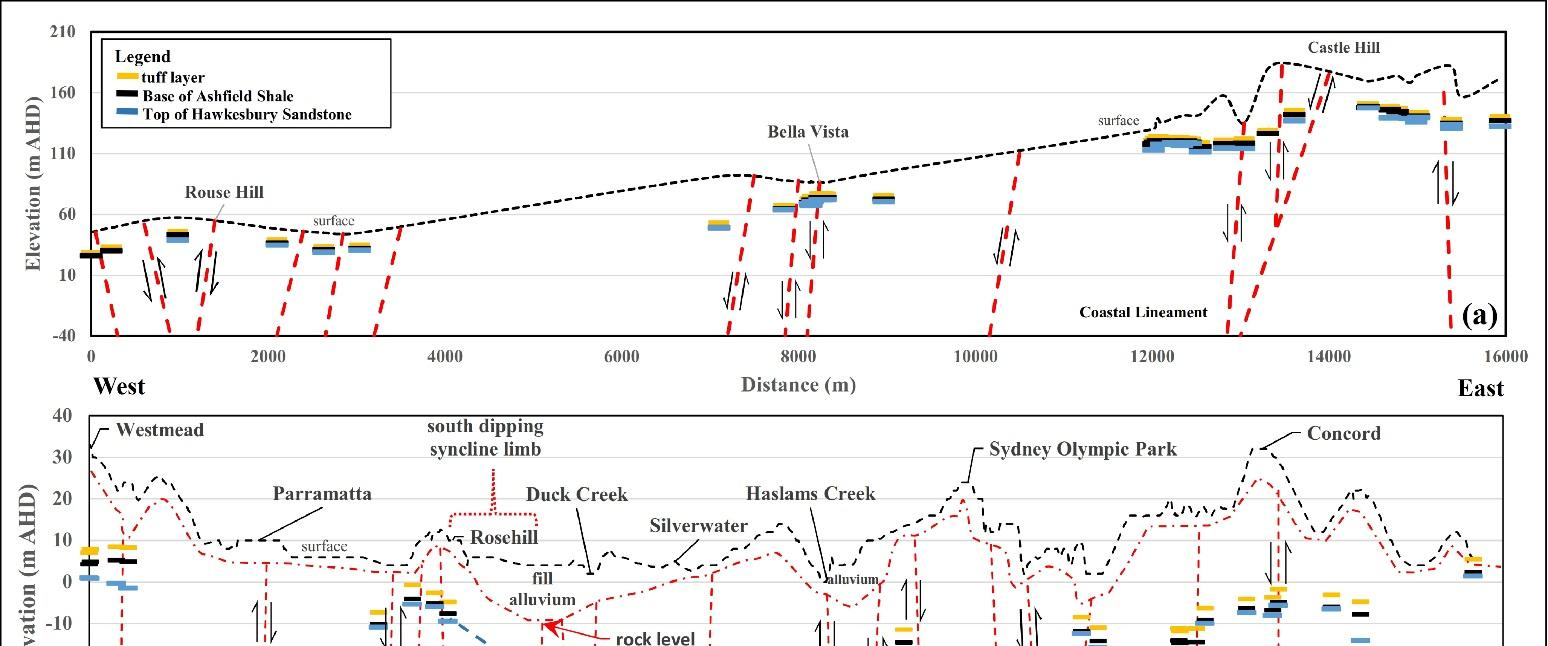 210
160
110
60
10
-40
Elevation (m AHD)
Legend
tuff layer
Base of Ashfield Shale
Top of Hawkesbury Sandstone
Rouse Hill
surface
Bella Vista
surface
Castle Hill
Coastal Lineament
(a)
0 2000 4000 6000 8000 10000 12000 14000 16000
West
Distance (m)
East
40
30
20
10
0
-10
vation (m AHD)
Westmead
south dipping
syncline limb
Parramatta
surface
Rosehill
Duck Creek
Silverwater
Haslams Creek
Sydney Olympic Park
Concord
fill
alluvium
alluvium
rock level